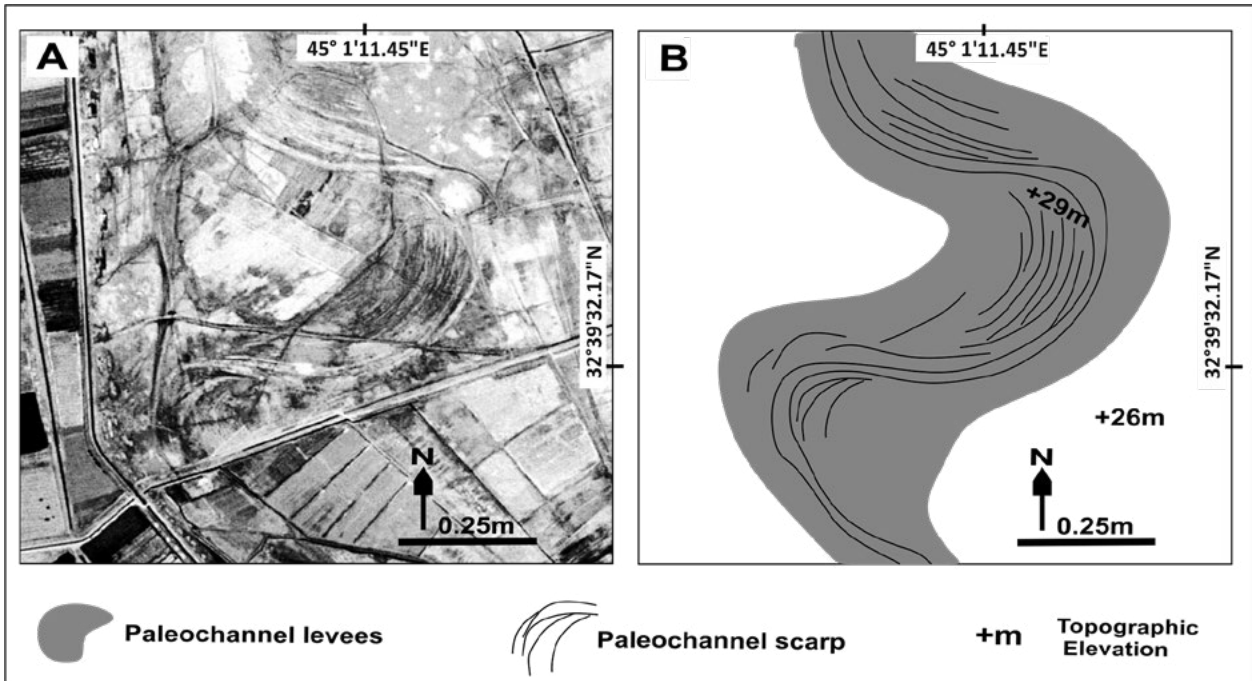 A
45° 1'11.45"E
32°39'32.17"N
N
0.25m
B
45° 1'11.45"E
+29m
32°39'32.17"N
+26m
N
0.25m
Paleochannel levees
Paleochannel scarp
+m
Topographic
Elevation